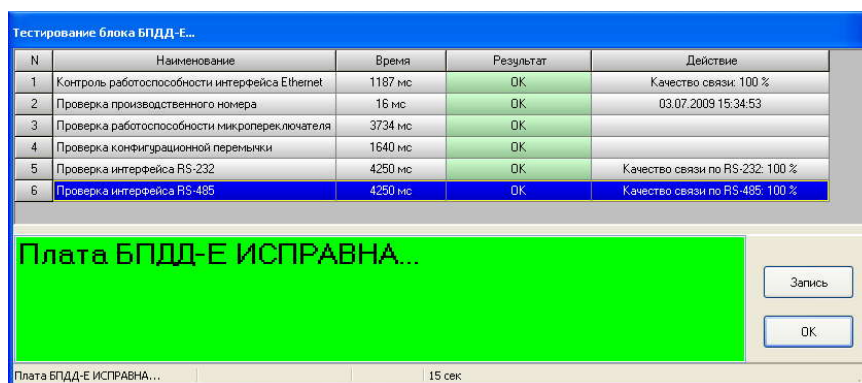 Тестирование блока БПДД-Е...
N Наименование Время Результат Действие
1 Контроль работоспособности интерфейса Ethernet 1187 мс OK Качество связи: 100 %
2 Проверка производственного номера 16 мс OK 03.07.2009 15:34:53
3 Проверка работоспособности микропереключателя 3734 мс OK
4 Проверка конфигурационной перемычки 1640 мс OK
5 Проверка интерфейса RS-232 4250 мс OK Качество связи по RS-232: 100 %
6 Проверка интерфейса RS-485 4250 мс OK Качество связи по RS-485: 100 %
Плата БПДД-Е ИСПРАВНА...
Запись
OK
Плата БПДД-Е ИСПРАВНА... 15 сек